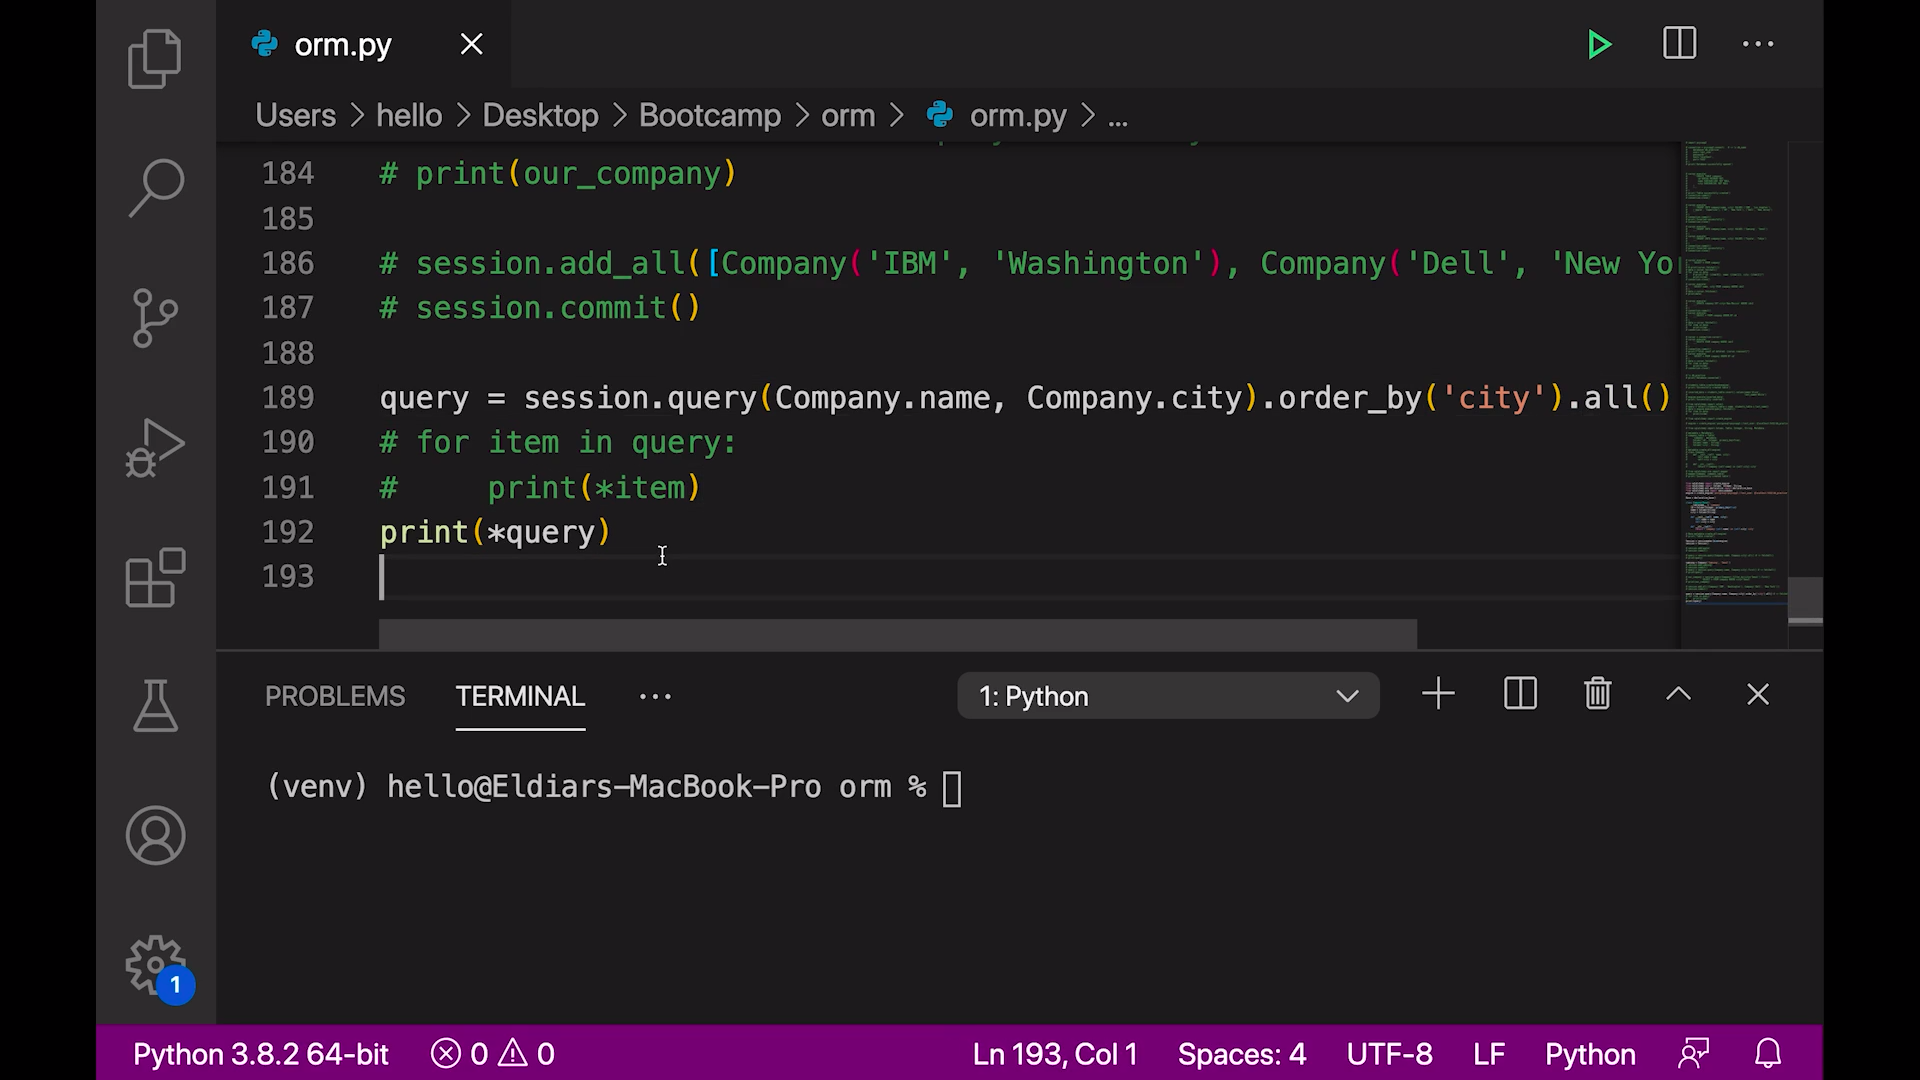 orm.py
Users > hello > Desktop > Bootcamp > orm > orm.py > ...
184 # print(our_company)
185
186 # session.add_all([Company('IBM', 'Washington'), Company('Dell', 'New Yo
187 # session.commit()
188
189 query = session.query(Company.name, Company.city).order_by('city').all()
190 # for item in query:
191 #     print(*item)
192 print(*query)
193
PROBLEMS TERMINAL ... 1: Python
(venv) hello@Eldiars-MacBook-Pro orm %
1
Python 3.8.2 64-bit 0 0 Ln 193, Col 1 Spaces: 4 UTF-8 LF Python